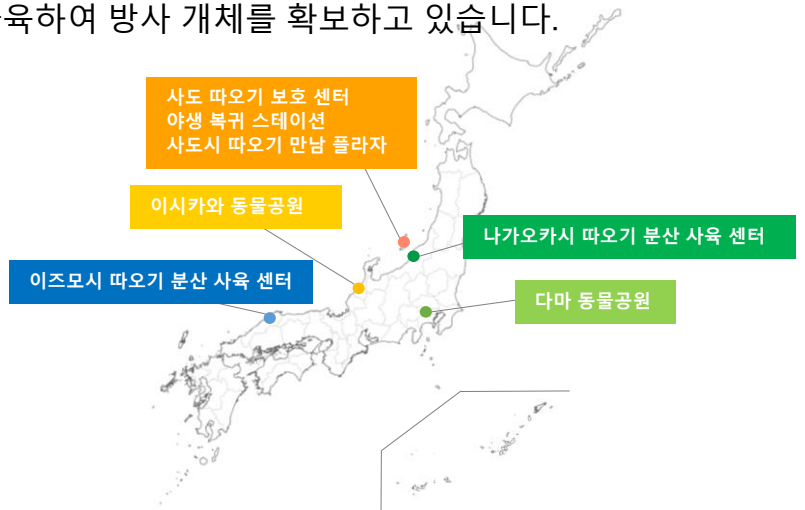 육하여 방사 개체를 확보하고 있습니다.
사도 따오기 보호 센터
야생 복귀 스테이션
사도시 따오기 만남 플라자
이시카와 동물공원
나가오카시 따오기 분산 사육 센터
이즈모시 따오기 분산 사육 센터
다마 동물공원